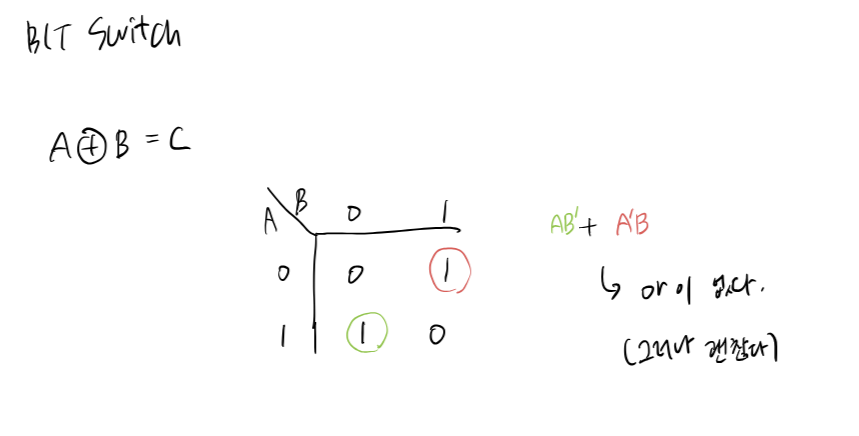 BIT Switch
A⊕B = C
A B 0 1
0 0 1
1 1 0
AB' + A'B
↳ or이 없다.
(그러나 괜찮다)